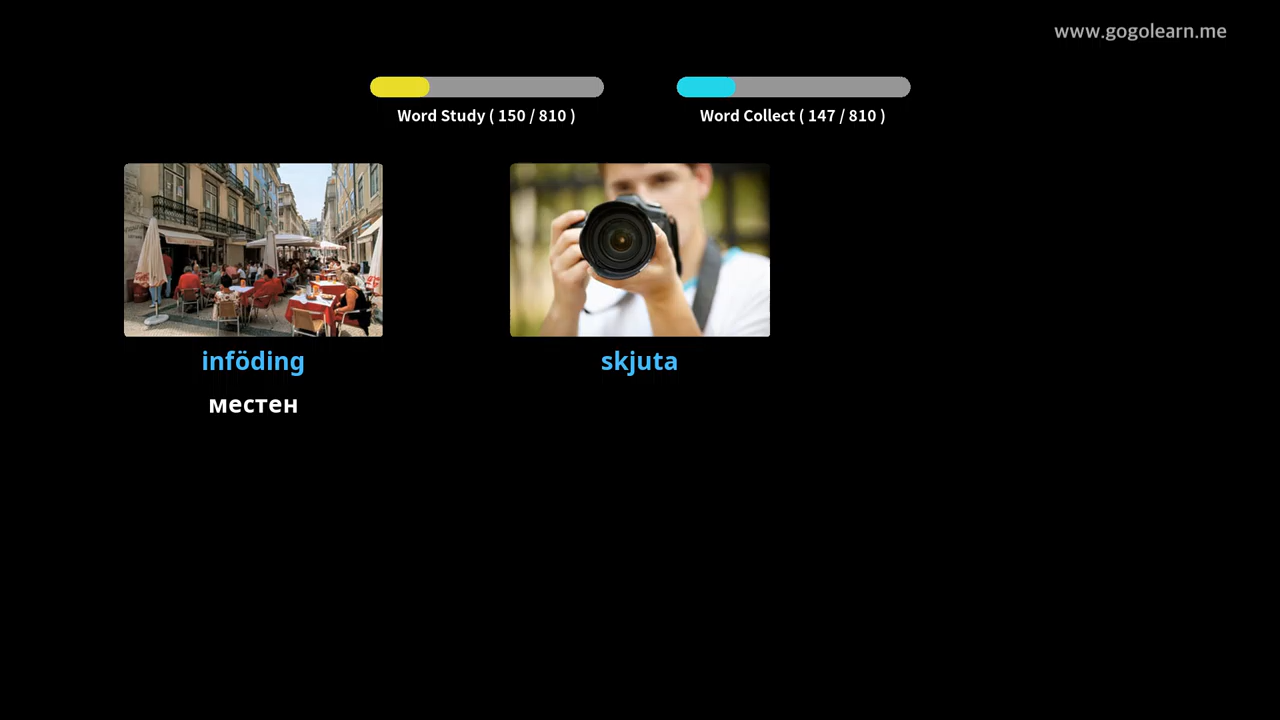 www.gogolearn.me
Word Study ( 150 / 810 )
Word Collect ( 147 / 810 )
inföding
skjuta
местен